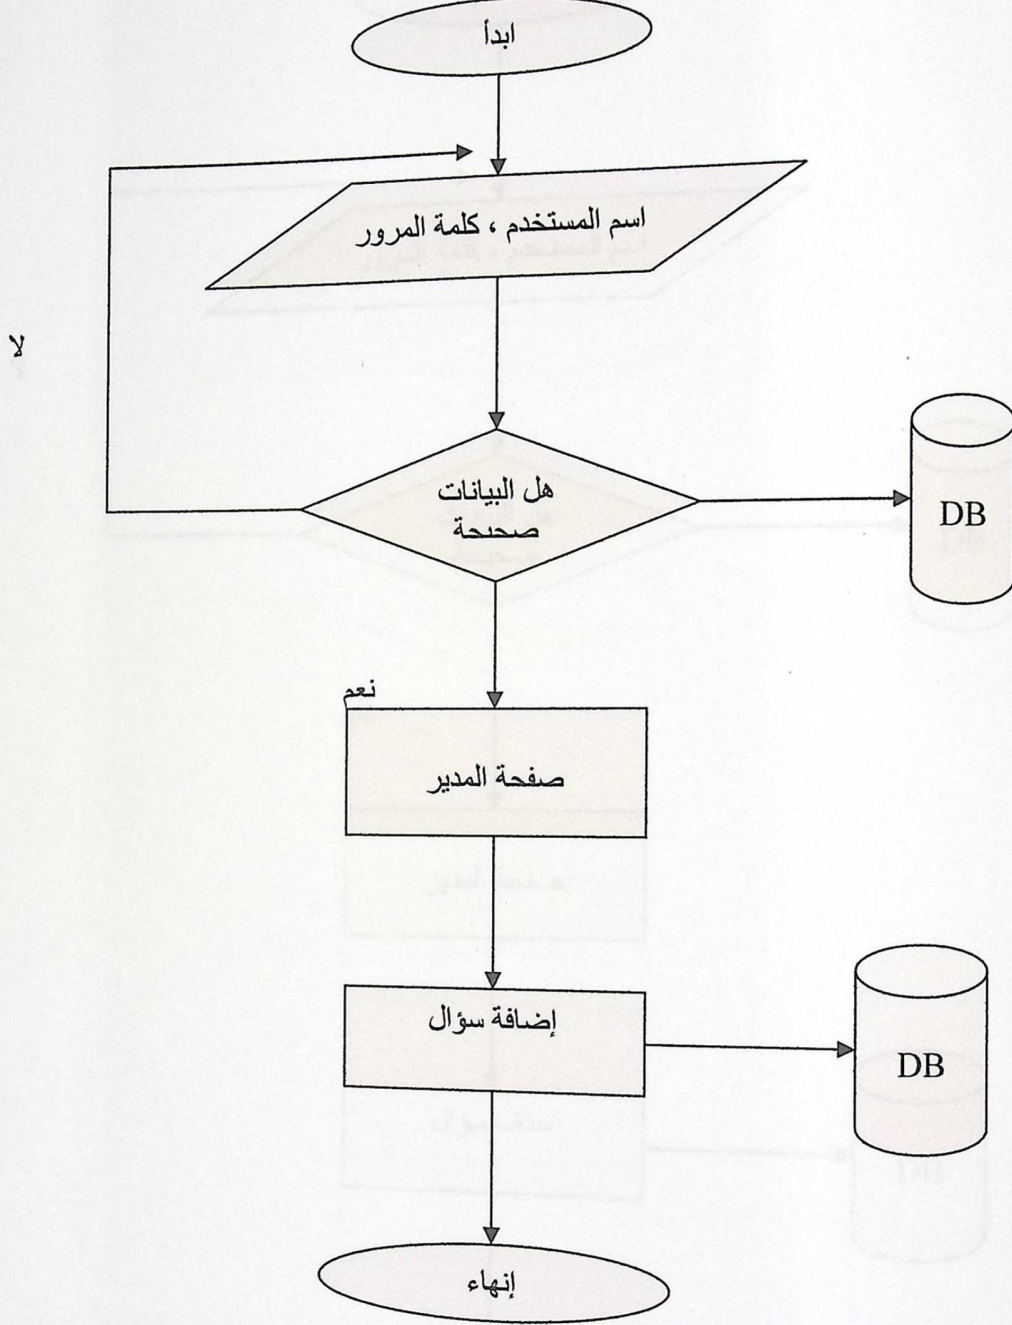 ابدأ
اسم المستخدم ، كلمة المرور
لا
هل البيانات
صحيحة
DB
نعم
صفحة المدير
إضافة سؤال
DB
إنهاء